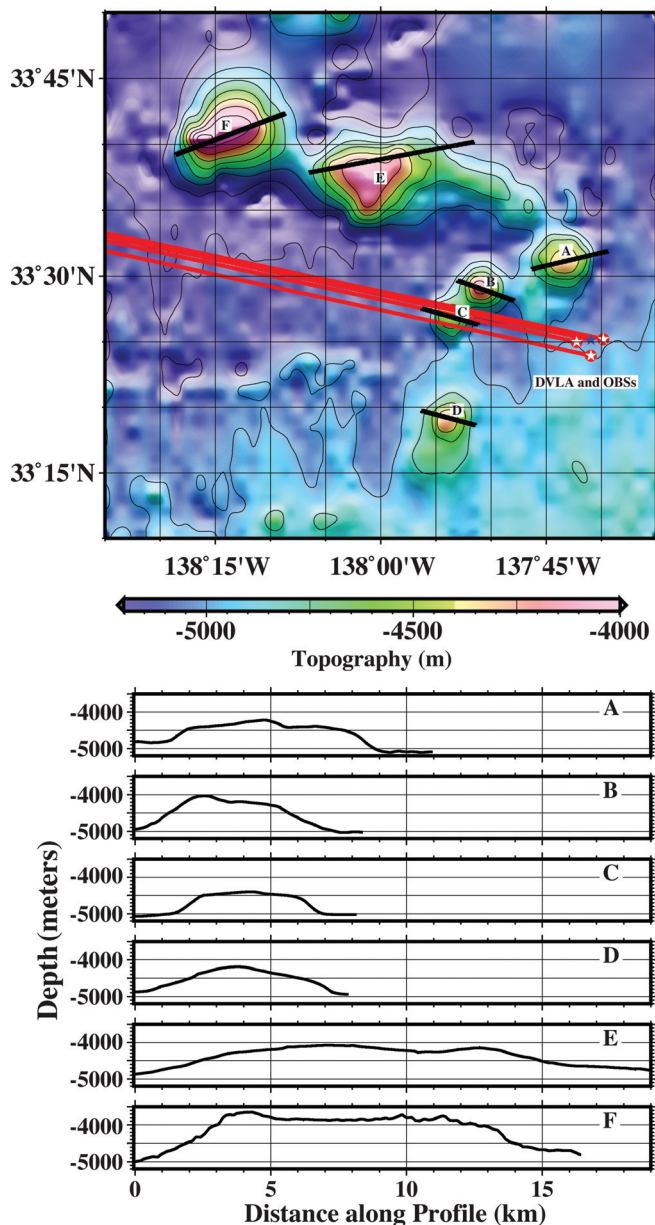 33˚45'N
F
E
A
33˚30'N
B
C
DVLA and OBSs
D
33˚15'N
138˚15'W 138˚00'W 137˚45'W
-5000 -4500 -4000
Topography (m)
-4000 A
-5000
-4000 B
-5000
-4000 C
-5000
Depth (meters)
-4000 D
-5000
-4000 E
-5000
-4000 F
-5000
0 5 10 15
Distance along Profile (km)